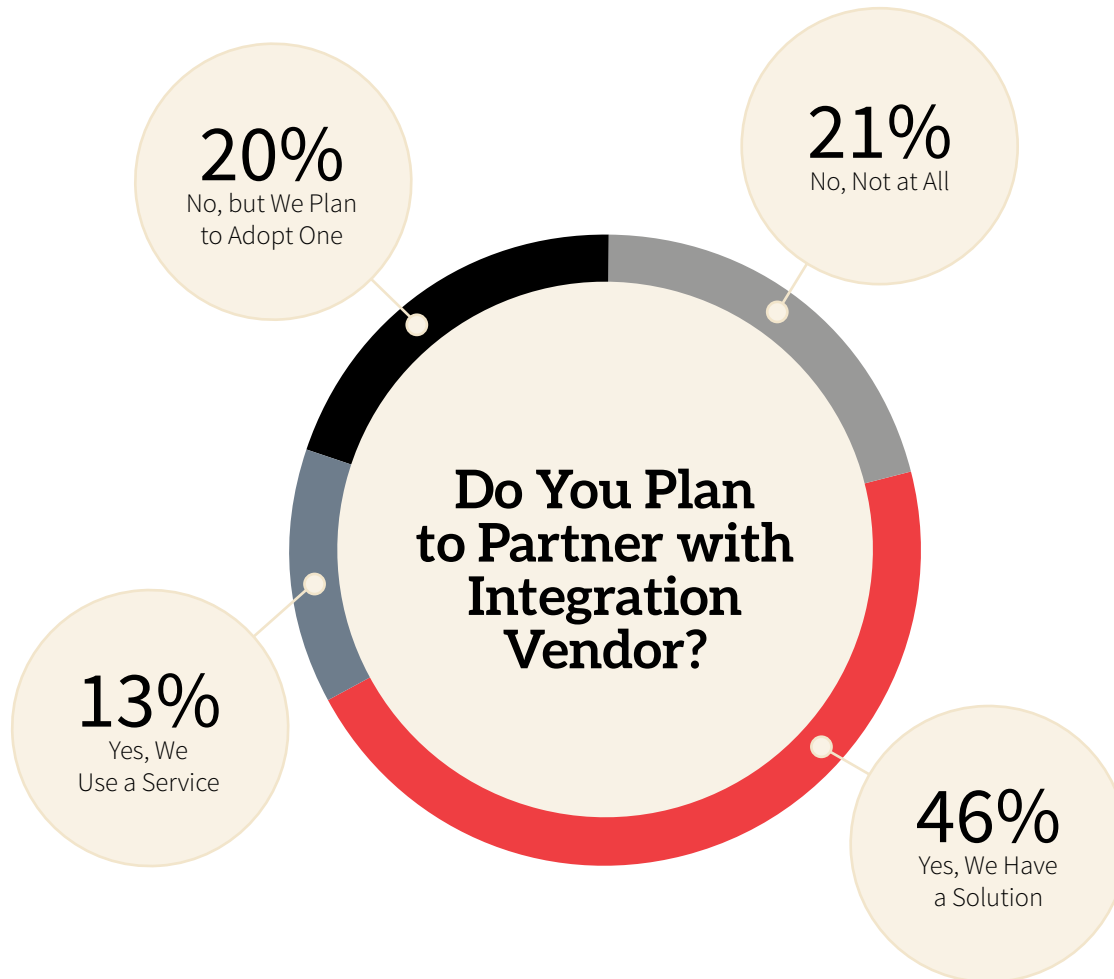 20%
No, but We Plan
to Adopt One
21%
No, Not at All
Do You Plan
to Partner with
Integration
Vendor?
13%
Yes, We
Use a Service
46%
Yes, We Have
a Solution